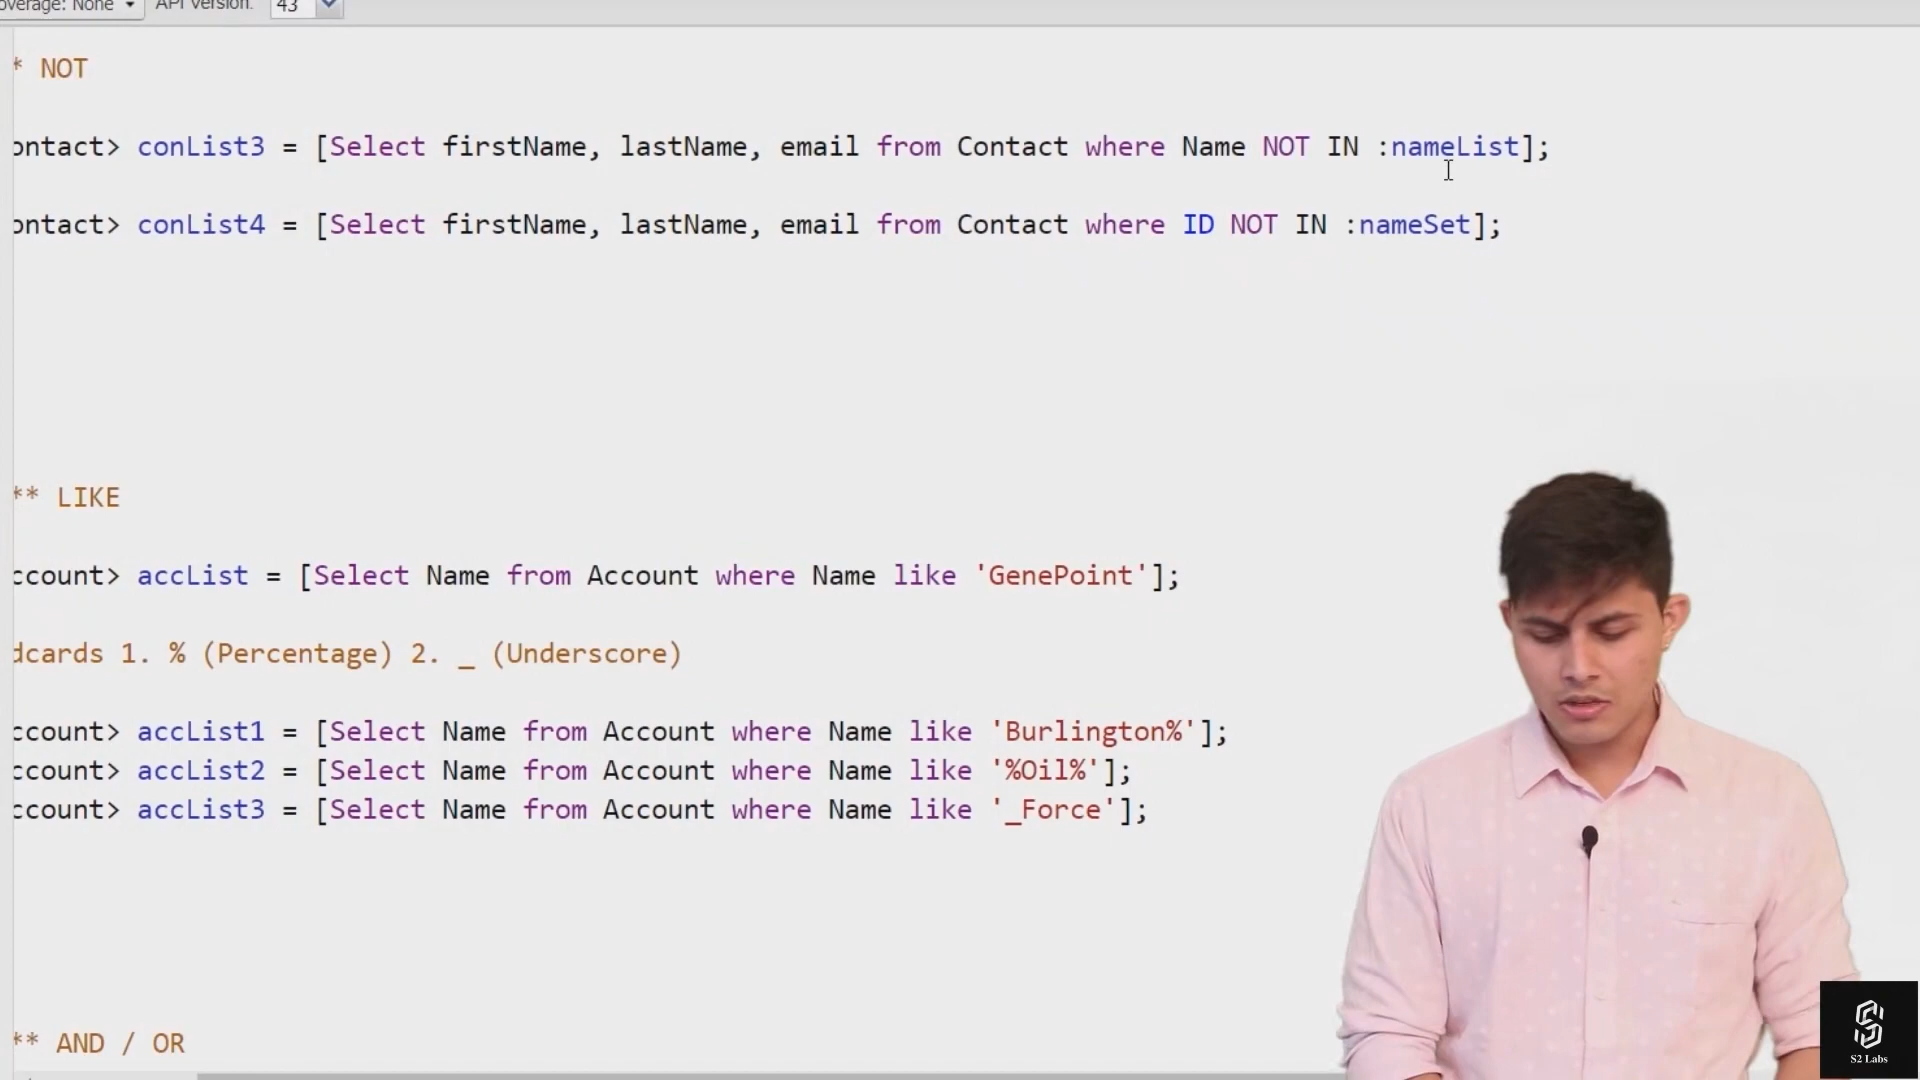 overage: None API Version: 43
* NOT
ontact> conList3 = [Select firstName, lastName, email from Contact where Name NOT IN :nameList];
ontact> conList4 = [Select firstName, lastName, email from Contact where ID NOT IN :nameSet];
** LIKE
ccount> accList = [Select Name from Account where Name like 'GenePoint'];
dcards 1. % (Percentage) 2. _ (Underscore)
ccount> accList1 = [Select Name from Account where Name like 'Burlington%'];
ccount> accList2 = [Select Name from Account where Name like '%Oil%'];
ccount> accList3 = [Select Name from Account where Name like '_Force'];
** AND / OR
S2 Labs